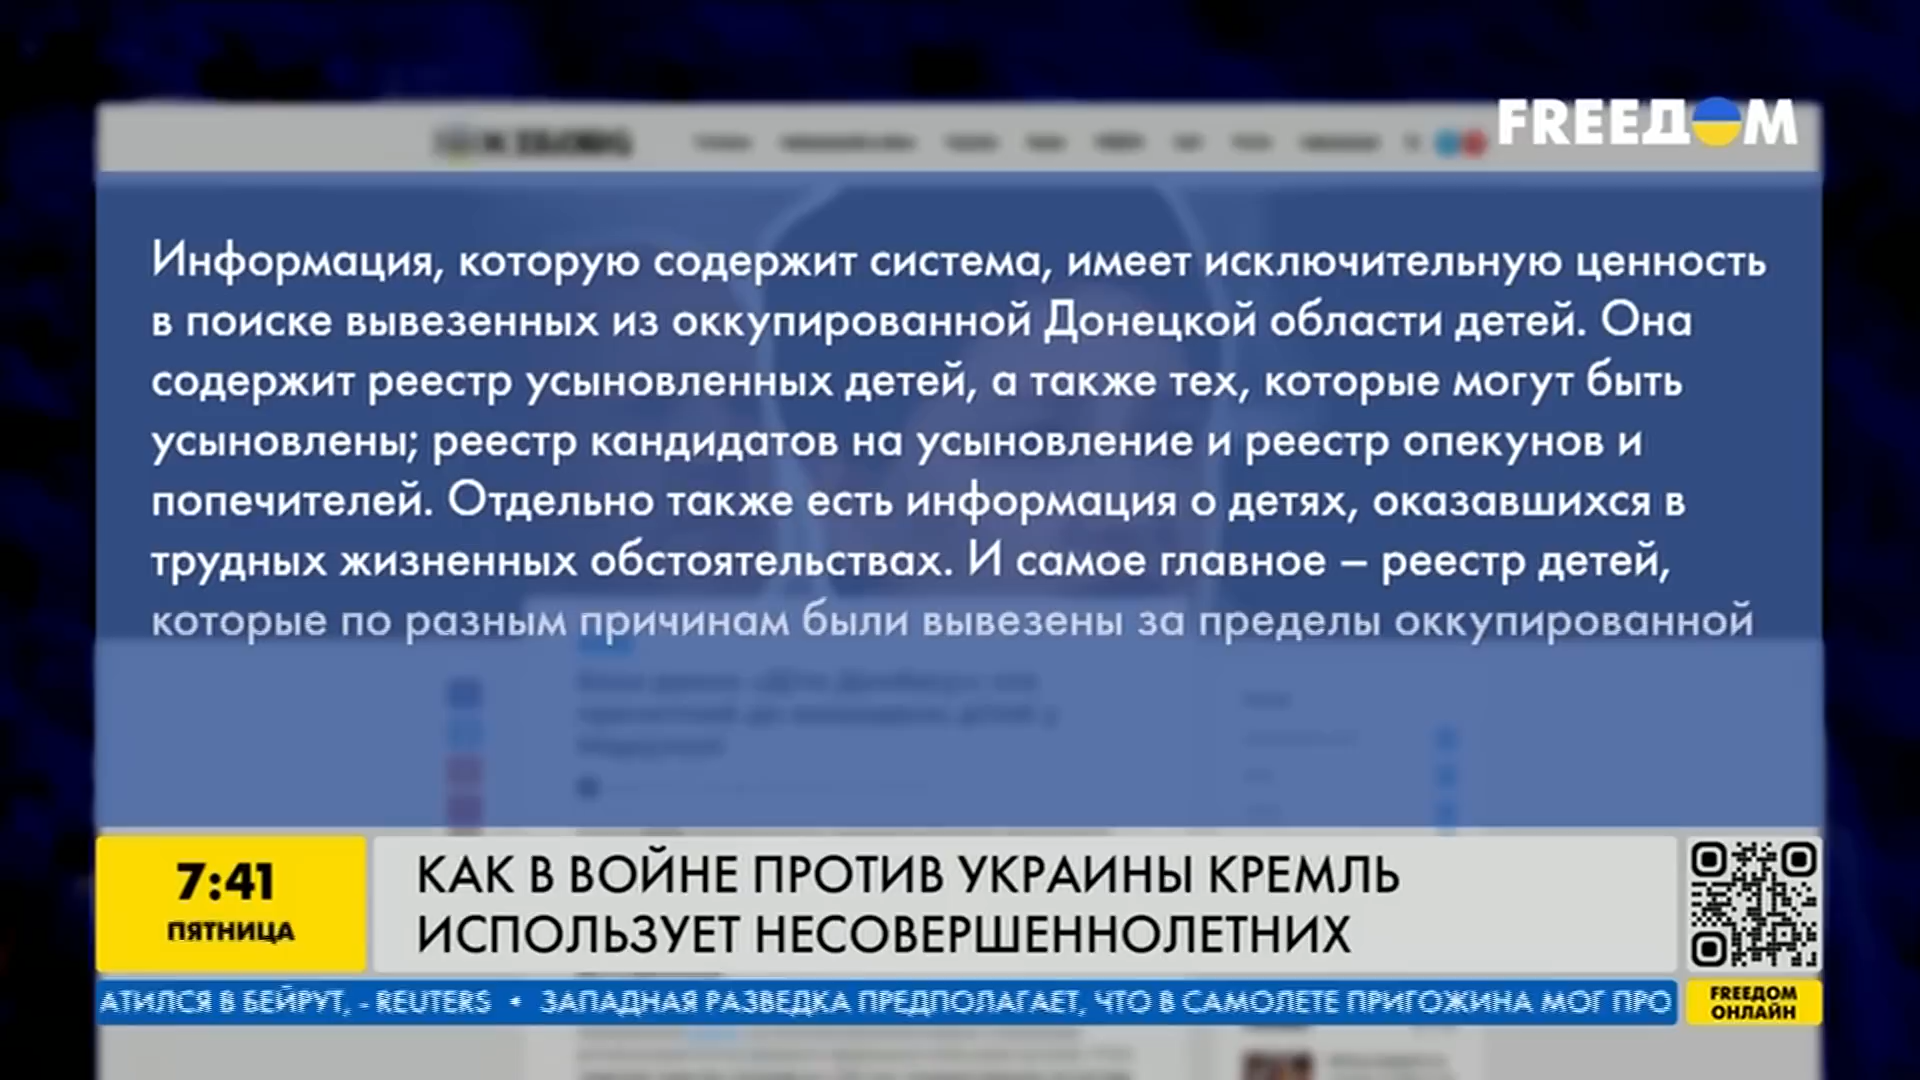 FREEДOM
Информация, которую содержит система, имеет исключительную ценность
в поиске вывезенных из оккупированной Донецкой области детей. Она
содержит реестр усыновленных детей, а также тех, которые могут быть
усыновлены; реестр кандидатов на усыновление и реестр опекунов и
попечителей. Отдельно также есть информация о детях, оказавшихся в
трудных жизненных обстоятельствах. И самое главное – реестр детей,
которые по разным причинам были вывезены за пределы оккупированной
7:41
ПЯТНИЦА
КАК В ВОЙНЕ ПРОТИВ УКРАИНЫ КРЕМЛЬ
ИСПОЛЬЗУЕТ НЕСОВЕРШЕННОЛЕТНИХ
АТИЛСЯ В БЕЙРУТ, - REUTERS • ЗАПАДНАЯ РАЗВЕДКА ПРЕДПОЛАГАЕТ, ЧТО В САМОЛЕТЕ ПРИГОЖИНА МОГ ПРО
FREEДOM
ОНЛАЙН